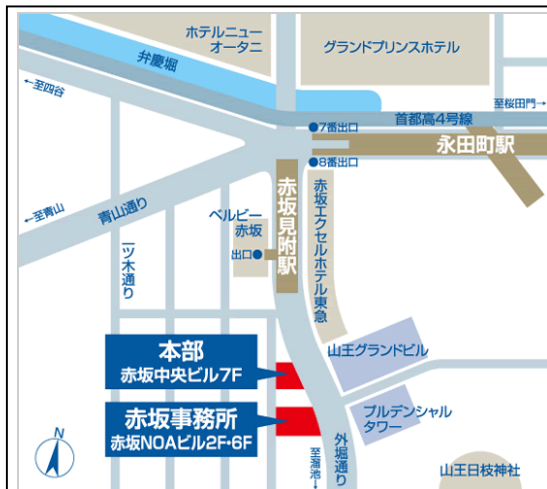 ホテルニュー
オータニ
グランドプリンスホテル
弁慶堀
←至四谷
至桜田門→
首都高4号線
●7番出口
永田町駅
●8番出口
←至青山
青山通り
赤坂見附駅
赤坂エクセルホテル東急
ベルビー
赤坂
出口●
一ツ木通り
本部
赤坂中央ビル7F
山王グランドビル
赤坂事務所
赤坂NOAビル2F・6F
プルデンシャル
タワー
外堀通り
至溜池→
N
山王日枝神社